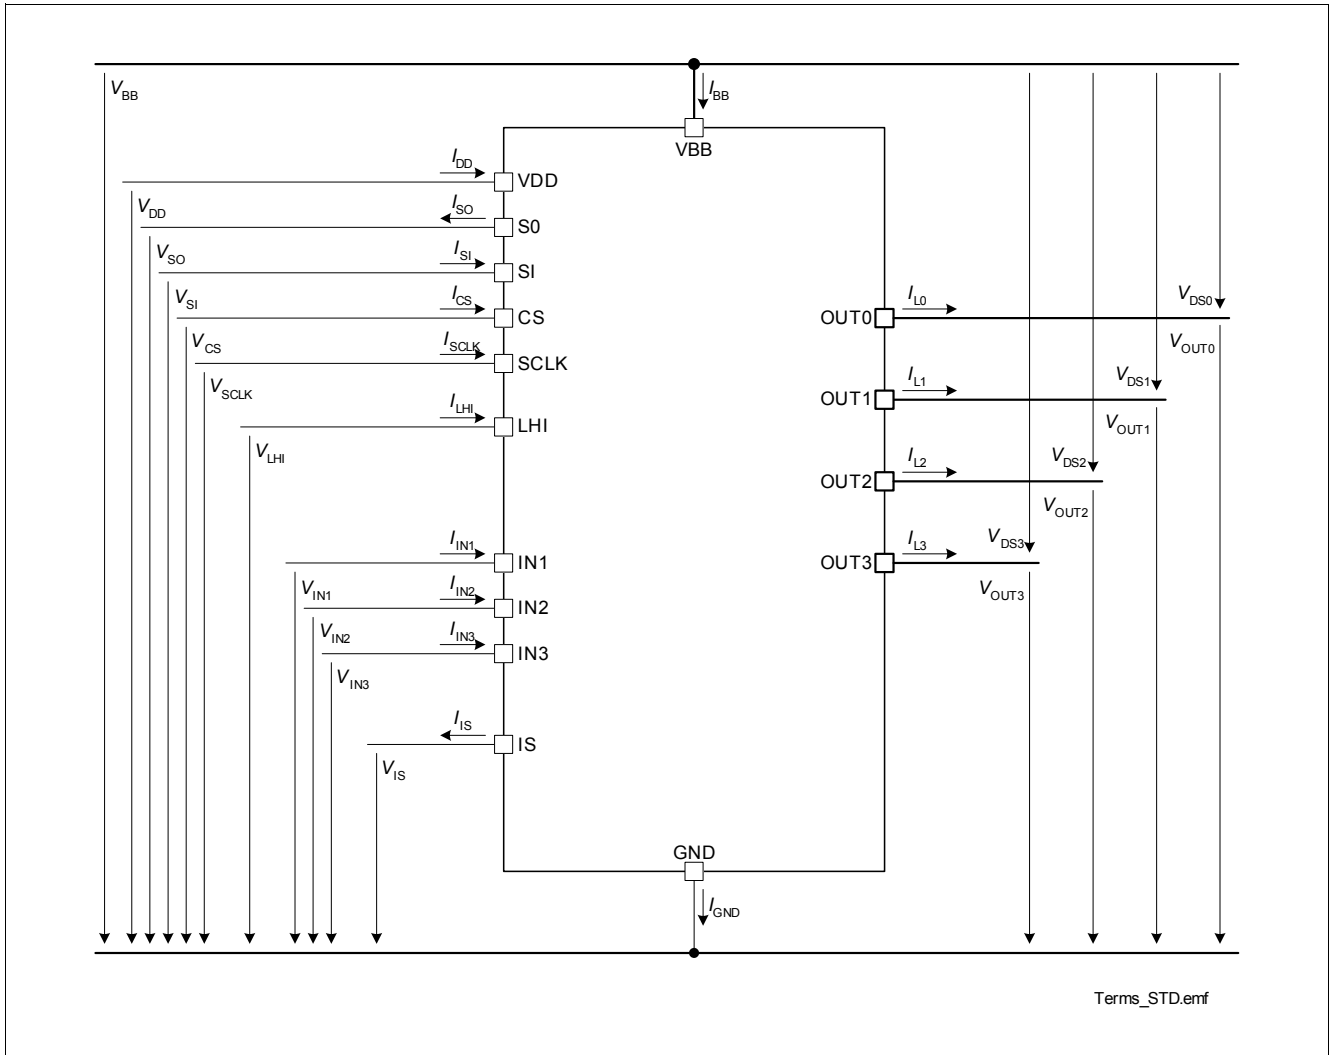 VBB
IBB
VBB
IDD
VDD
VDD
ISO
S0
VSO
ISI
SI
VSI
ICS
CS
VCS
ISCLK
SCLK
VSCLK
ILHI
LHI
VLHI
OUT0
IL0
VDS0
VOUT0
OUT1
IL1
VDS1
VOUT1
OUT2
IL2
VDS2
VOUT2
IIN1
IN1
VIN1
OUT3
IL3
VDS3
VOUT3
IIN2
IN2
VIN2
IIN3
IN3
VIN3
IIS
IS
VIS
GND
IGND
Terms_STD.emf